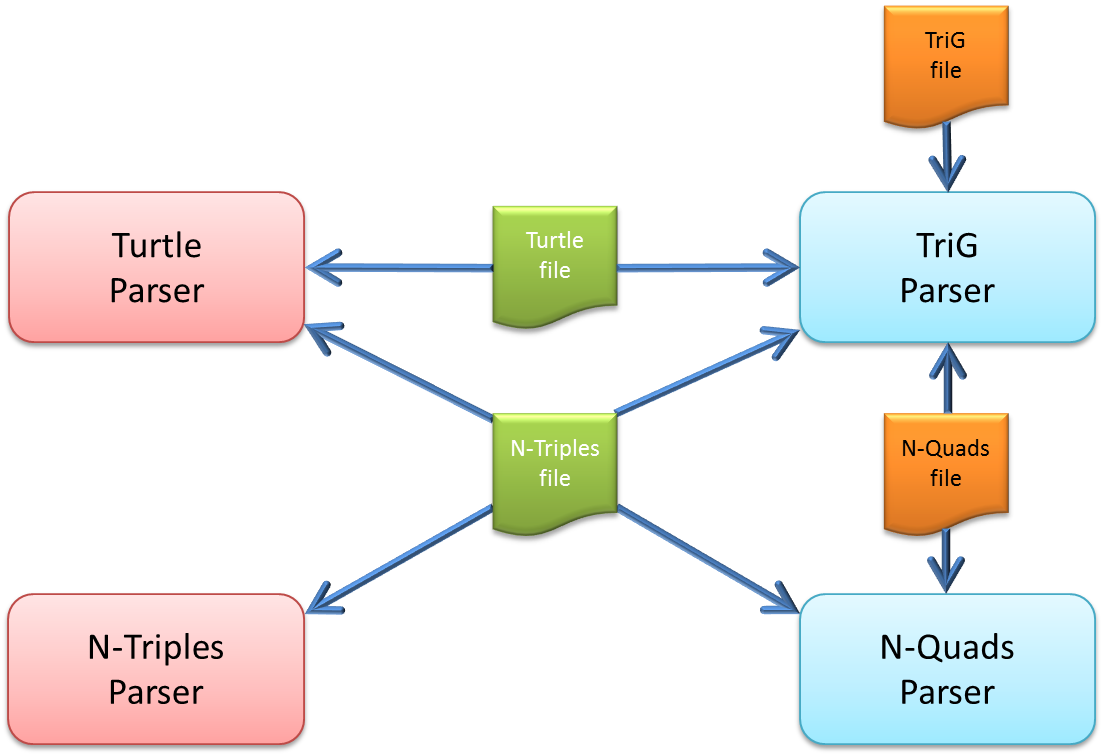 TriG
file
Turtle
Parser
Turtle
file
TriG
Parser
N-Triples
file
N-Quads
file
N-Triples
Parser
N-Quads
Parser